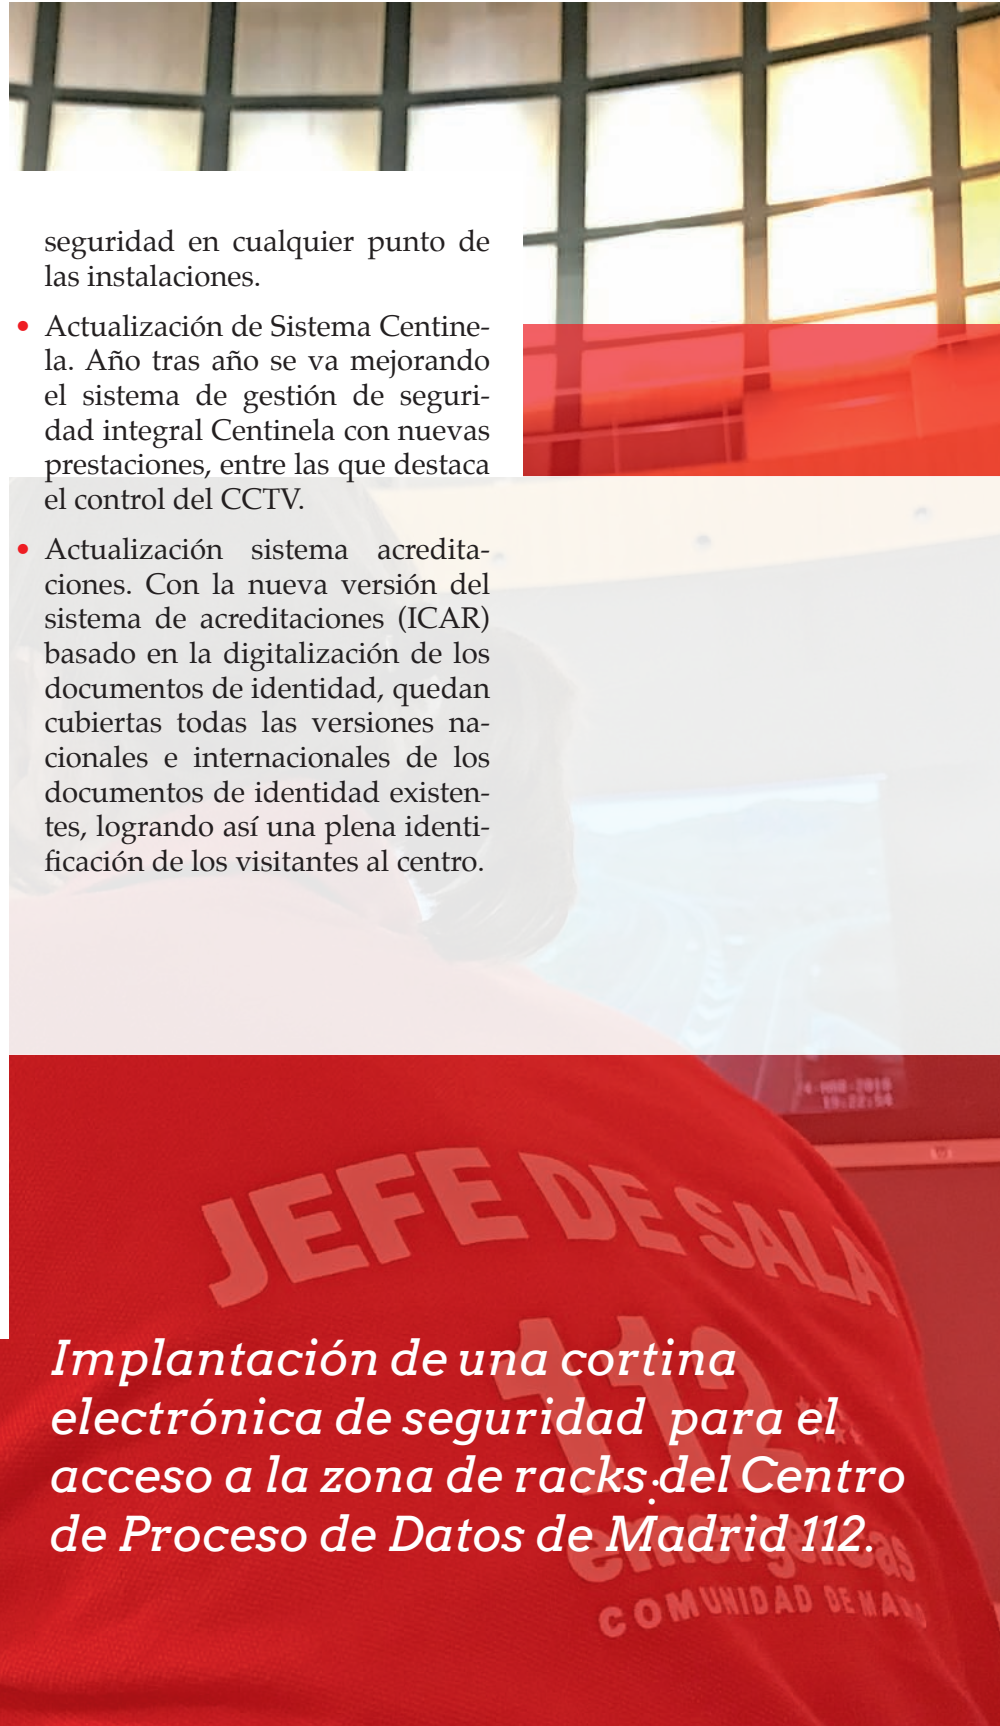 seguridad en cualquier punto de
las instalaciones.
• Actualización de Sistema Centine-
la. Año tras año se va mejorando
el sistema de gestión de seguri-
dad integral Centinela con nuevas
prestaciones, entre las que destaca
el control del CCTV.
• Actualización sistema acredita-
ciones. Con la nueva versión del
sistema de acreditaciones (ICAR)
basado en la digitalización de los
documentos de identidad, quedan
cubiertas todas las versiones na-
cionales e internacionales de los
documentos de identidad existen-
tes, logrando así una plena identi-
ficación de los visitantes al centro.
19:22:54
JEFE DE SALA
112
Implantación de una cortina
electrónica de seguridad para el
acceso a la zona de racks del Centro
de Proceso de Datos de Madrid 112.
emergencias
COMUNIDAD DE